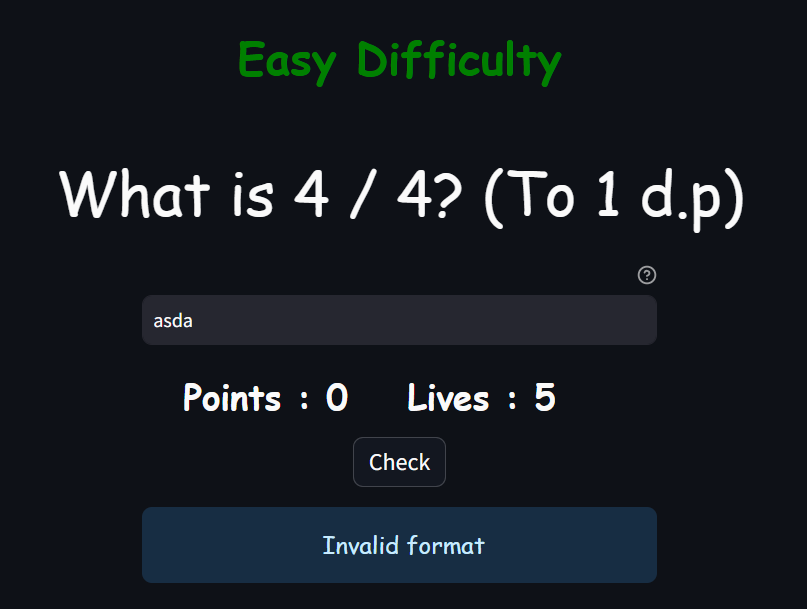 Easy Difficulty
What is 4 / 4? (To 1 d.p)
?
asda
Points : 0 Lives : 5
Check
Invalid format